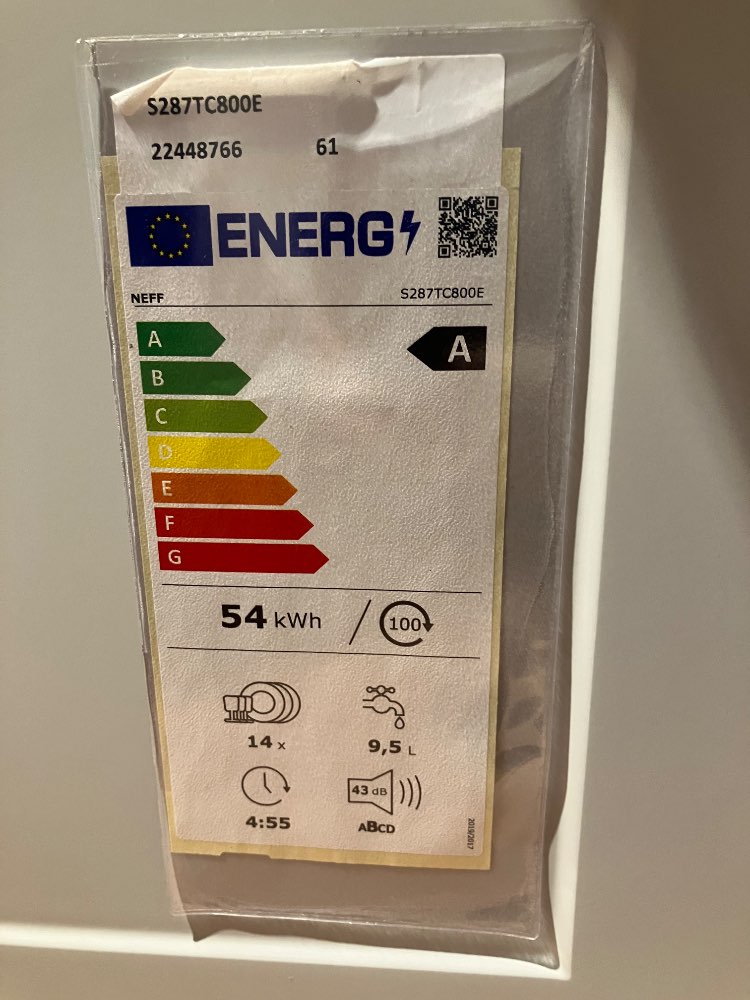 S287TC800E
22448766 61
ENERG
NEFF S287TC800E
A A
B
C
D
E
F
G
54 kWh / 100
14 x 9,5 L
4:55 43 dB
ABCD
2019/2017